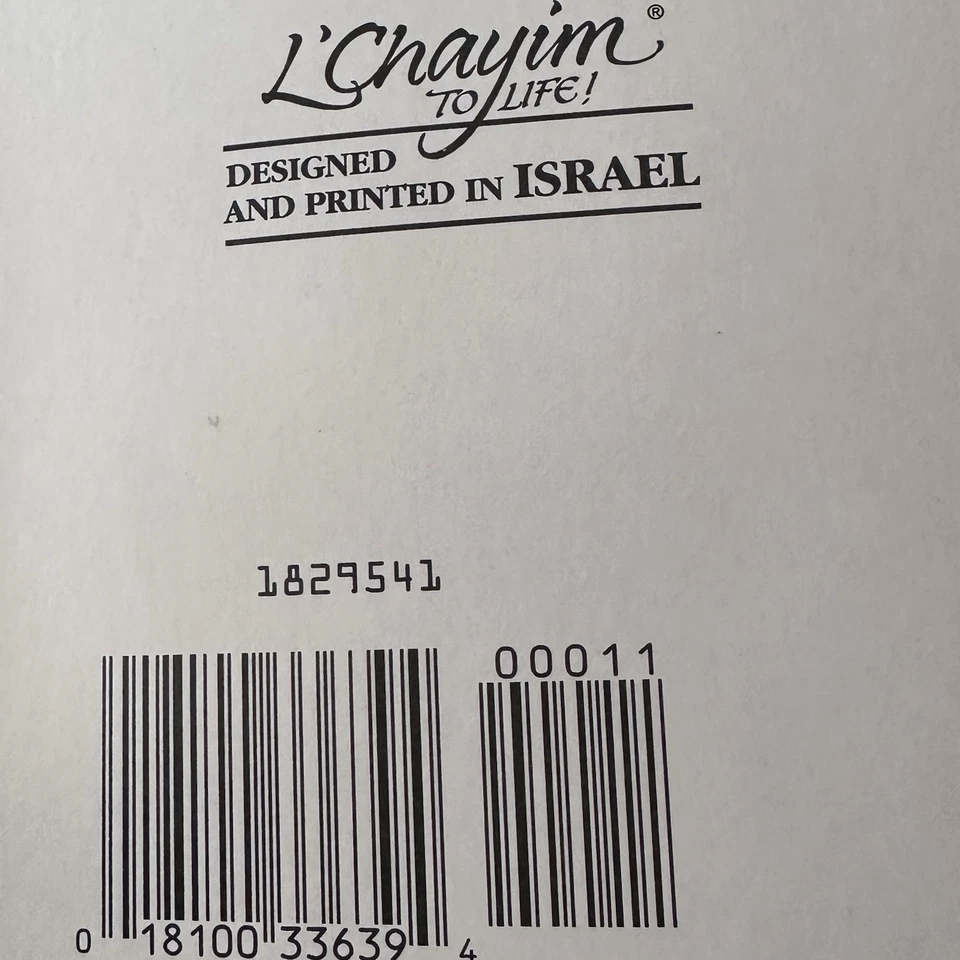 L'Chayim®
TO LIFE!
DESIGNED
AND PRINTED IN ISRAEL
1829541
00011
0 18100 33639 4